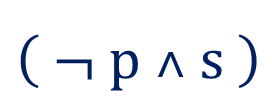 ( ¬ p ∧ s )